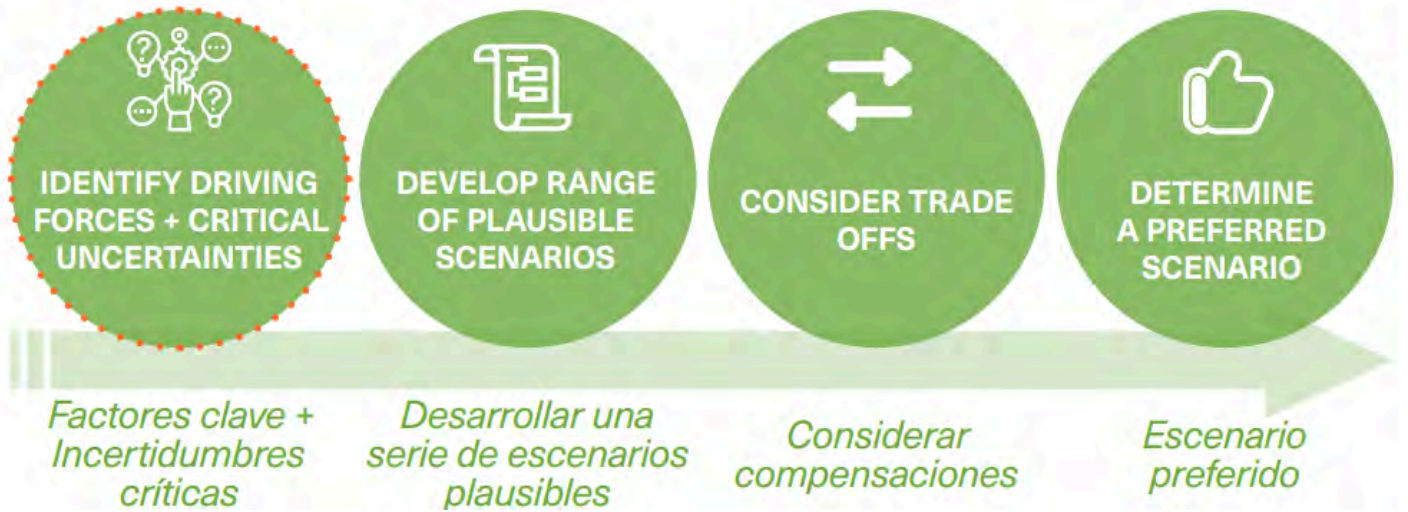 IDENTIFY DRIVING
FORCES + CRITICAL
UNCERTAINTIES
DEVELOP RANGE
OF PLAUSIBLE
SCENARIOS
CONSIDER TRADE
OFFS
DETERMINE
A PREFERRED
SCENARIO
Factores clave +
Incertidumbres
críticas
Desarrollar una
serie de escenarios
plausibles
Considerar
compensaciones
Escenario
preferido